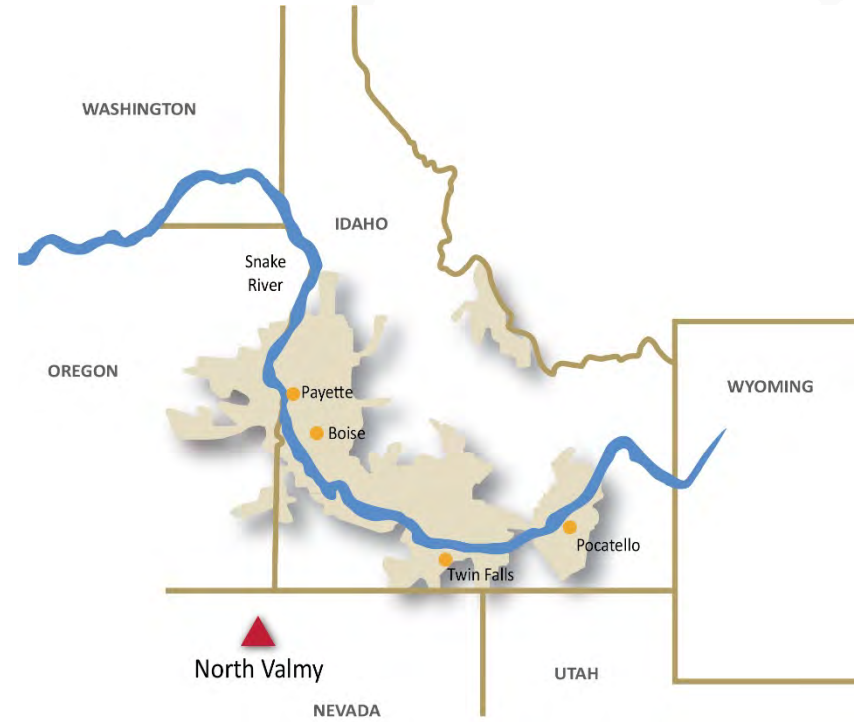 WASHINGTON
IDAHO
Snake
River
OREGON
Payette
WYOMING
Boise
Pocatello
Twin Falls
North Valmy
UTAH
NEVADA